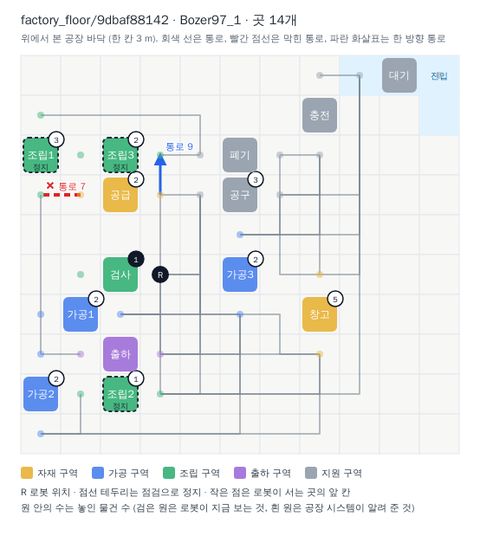 factory_floor/9dbaf88142 · Bozer97_1 · 곳 14개
위에서 본 공장 바닥 (한 칸 3 m). 회색 선은 통로, 빨간 점선은 막힌 통로, 파란 화살표는 한 방향 통로
대기
진입
충전
3
조립1
정지
2
조립3
정지
통로 9
폐기
✖ 통로 7
2
공급
3
공구
1
검사
R
2
가공3
2
가공1
5
창고
출하
2
가공2
1
조립2
정지
자재 구역
가공 구역
조립 구역
출하 구역
지원 구역
R 로봇 위치 · 점선 테두리는 점검으로 정지 · 작은 점은 로봇이 서는 곳의 앞 칸
원 안의 수는 놓인 물건 수 (검은 원은 로봇이 지금 보는 것, 흰 원은 공장 시스템이 알려 준 것)